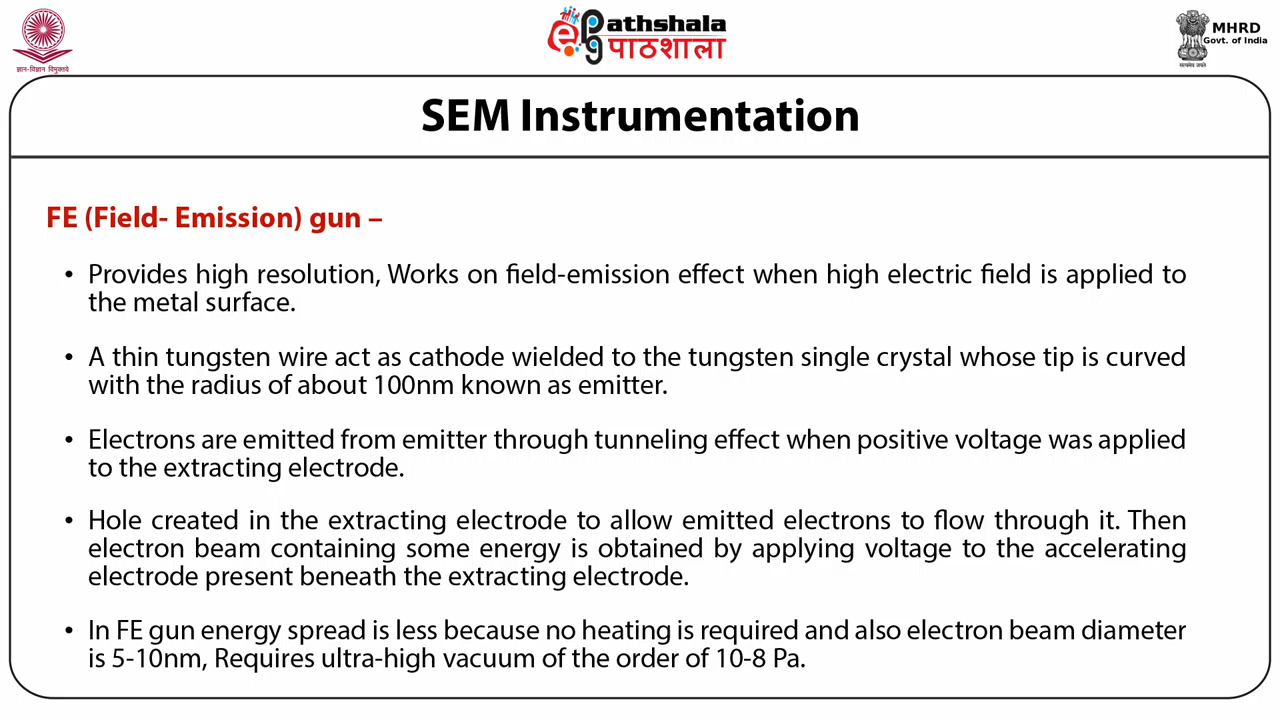 ज्ञान-विज्ञान विमुक्तये
ePg athshala
पाठशाला
MHRD
Govt. of India
सत्यमेव जयते
SEM Instrumentation
FE (Field- Emission) gun –
• Provides high resolution, Works on field-emission effect when high electric field is applied to
the metal surface.
• A thin tungsten wire act as cathode wielded to the tungsten single crystal whose tip is curved
with the radius of about 100nm known as emitter.
• Electrons are emitted from emitter through tunneling effect when positive voltage was applied
to the extracting electrode.
• Hole created in the extracting electrode to allow emitted electrons to flow through it. Then
electron beam containing some energy is obtained by applying voltage to the accelerating
electrode present beneath the extracting electrode.
• In FE gun energy spread is less because no heating is required and also electron beam diameter
is 5-10nm, Requires ultra-high vacuum of the order of 10-8 Pa.